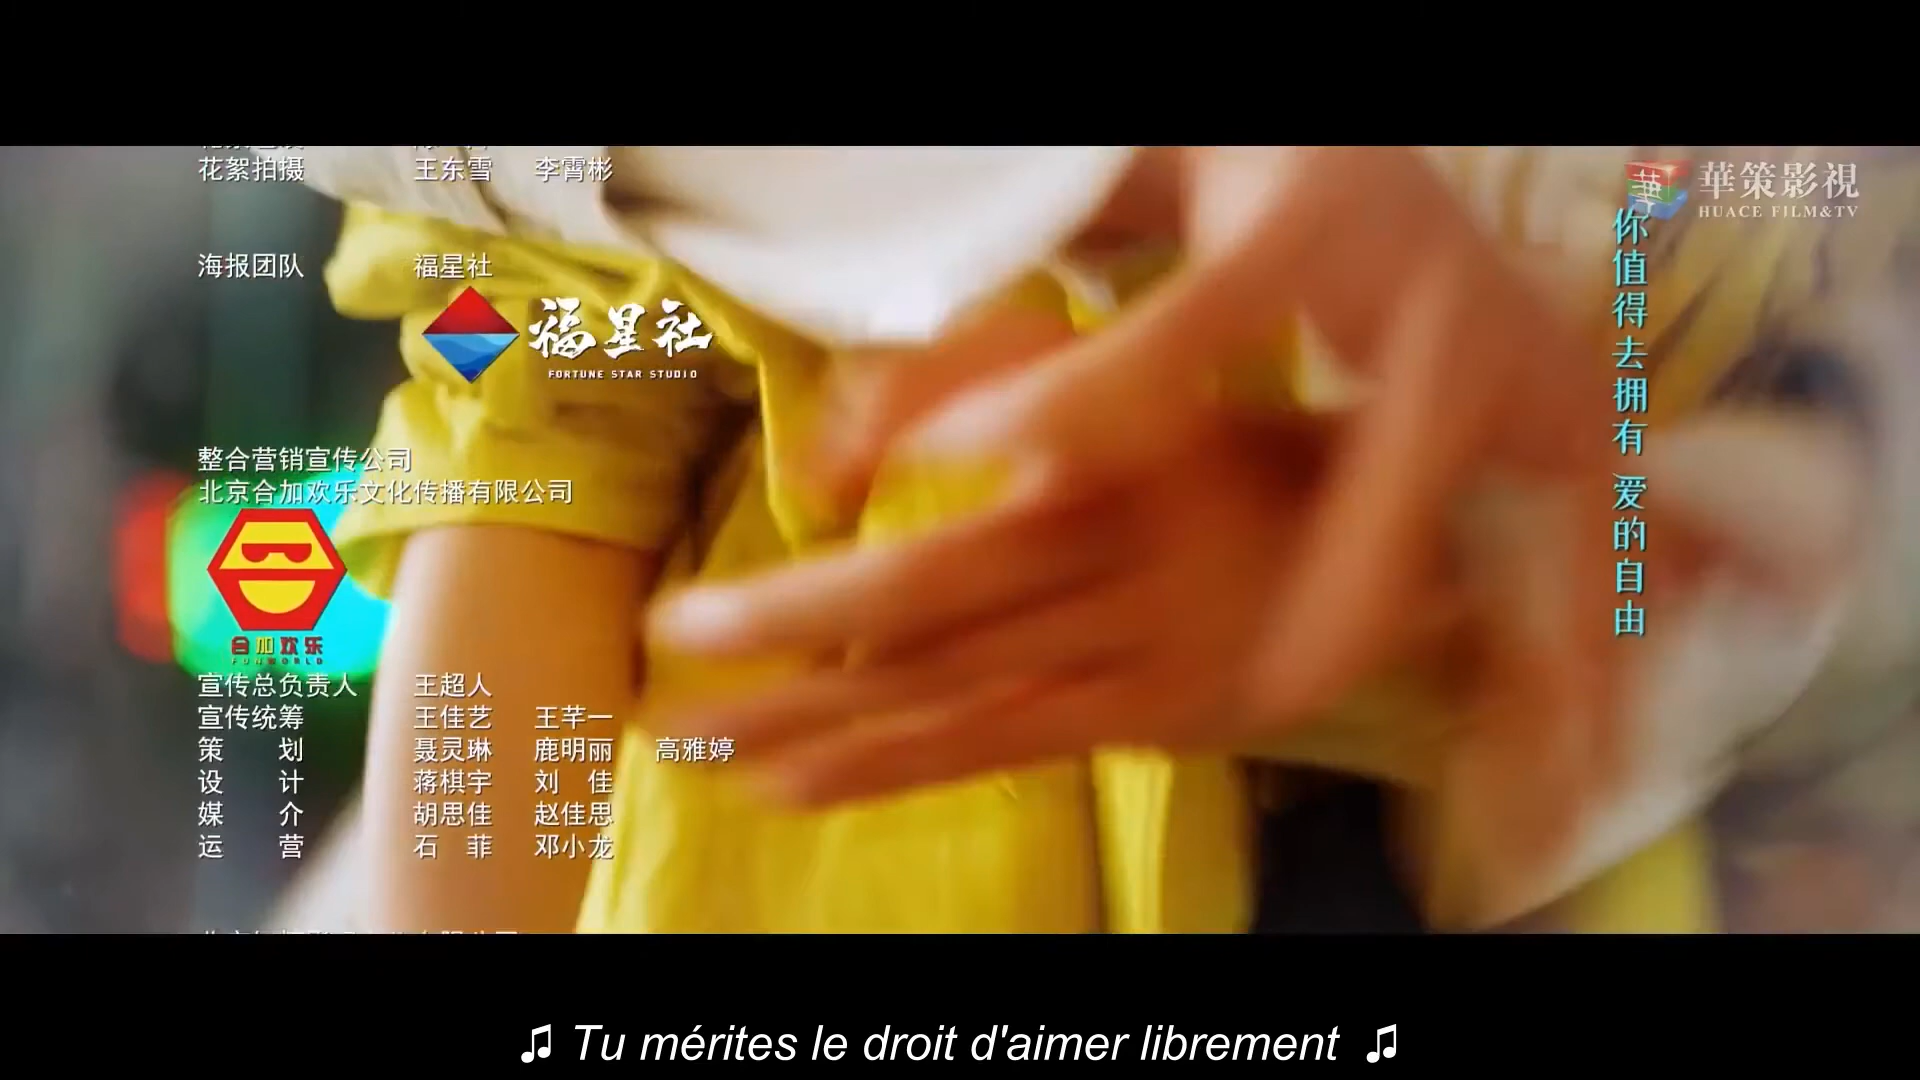 花絮拍摄 王东雪 李霄彬
海报团队 福星社
福星社
FORTUNE STAR STUDIO
整合营销宣传公司
北京合加欢乐文化传播有限公司
合加欢乐
FUNWORLD
宣传总负责人 王超人
宣传统筹 王佳艺 王芊一
策划 聂灵琳 鹿明丽 高雅婷
设计 蒋棋宇 刘佳
媒介 胡思佳 赵佳思
运营 石菲 邓小龙
華策影視
HUACE FILM&TV
你值得去拥有 爱的自由
♫ Tu mérites le droit d'aimer librement ♫